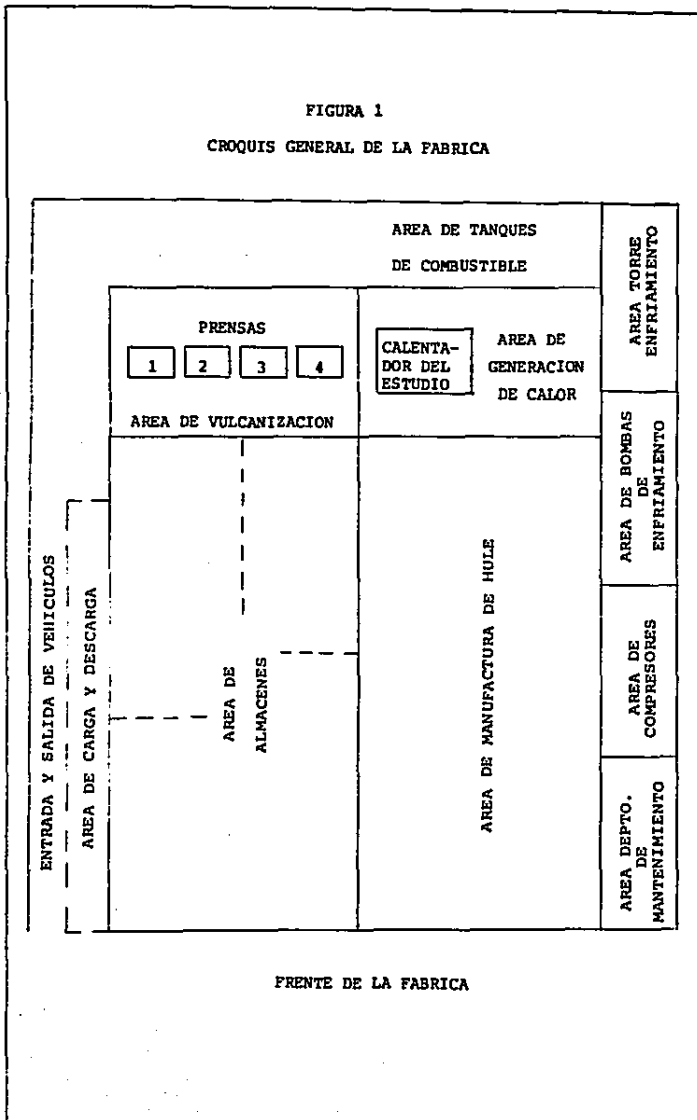 FIGURA 1
CROQUIS GENERAL DE LA FABRICA
AREA DE TANQUES
DE COMBUSTIBLE
AREA TORRE
ENFRIAMIENTO
PRENSAS
1 2 3 4
AREA DE VULCANIZACION
CALENTA-
DOR DEL
ESTUDIO
AREA DE
GENERACION
DE CALOR
AREA DE BOMBAS
DE
ENFRIAMIENTO
ENTRADA Y SALIDA DE VEHICULOS
AREA DE CARGA Y DESCARGA
AREA DE
ALMACENES
AREA DE MANUFACTURA DE HULE
AREA DE
COMPRESORES
AREA DEPTO.
DE
MANTENIMIENTO
FRENTE DE LA FABRICA